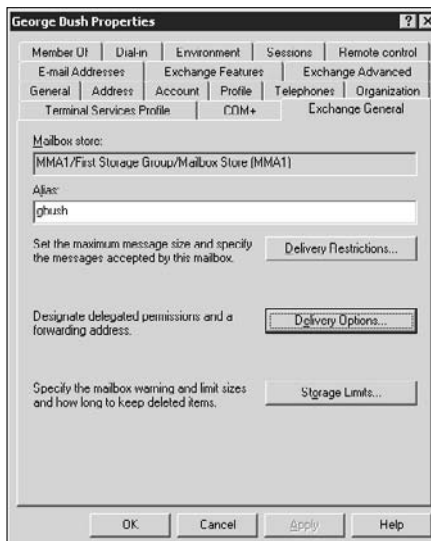 George Bush Properties
Member Of Dial-in Environment Sessions Remote control
E-mail Addresses Exchange Features Exchange Advanced
General Address Account Profile Telephones Organization
Terminal Services Profile COM+ Exchange General
Mailbox store:
MMA1/First Storage Group/Mailbox Store (MMA1)
Alias:
gbush
Set the maximum message size and specify
the messages accepted by this mailbox.
Delivery Restrictions...
Designate delegated permissions and a
forwarding address.
Delivery Options...
Specify the mailbox warning and limit sizes
and how long to keep deleted items.
Storage Limits...
OK Cancel Apply Help